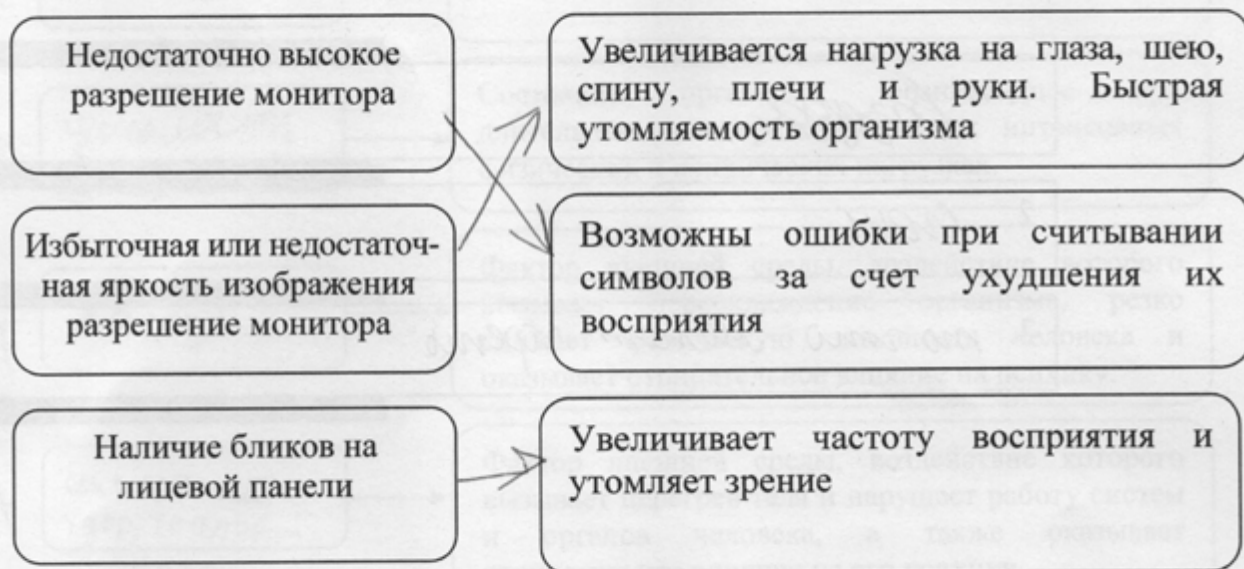 Недостаточно высокое
разрешение монитора
Увеличивается нагрузка на глаза, шею,
спину, плечи и руки. Быстрая
утомляемость организма
Избыточная или недостаточ-
ная яркость изображения
разрешение монитора
Возможны ошибки при считывании
символов за счет ухудшения их
восприятия
Наличие бликов на
лицевой панели
Увеличивает частоту восприятия и
утомляет зрение